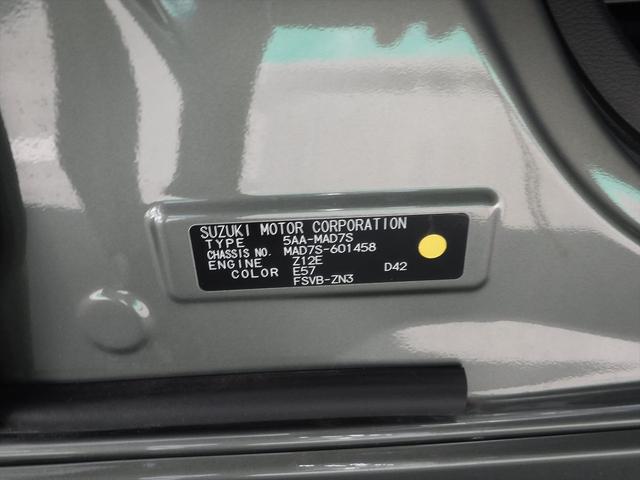 SUZUKI MOTOR CORPORATION
TYPE 5AA-MAD7S
CHASSIS NO. MAD7S-601458
ENGINE Z12E
COLOR E57 D42
FSVB-ZN3